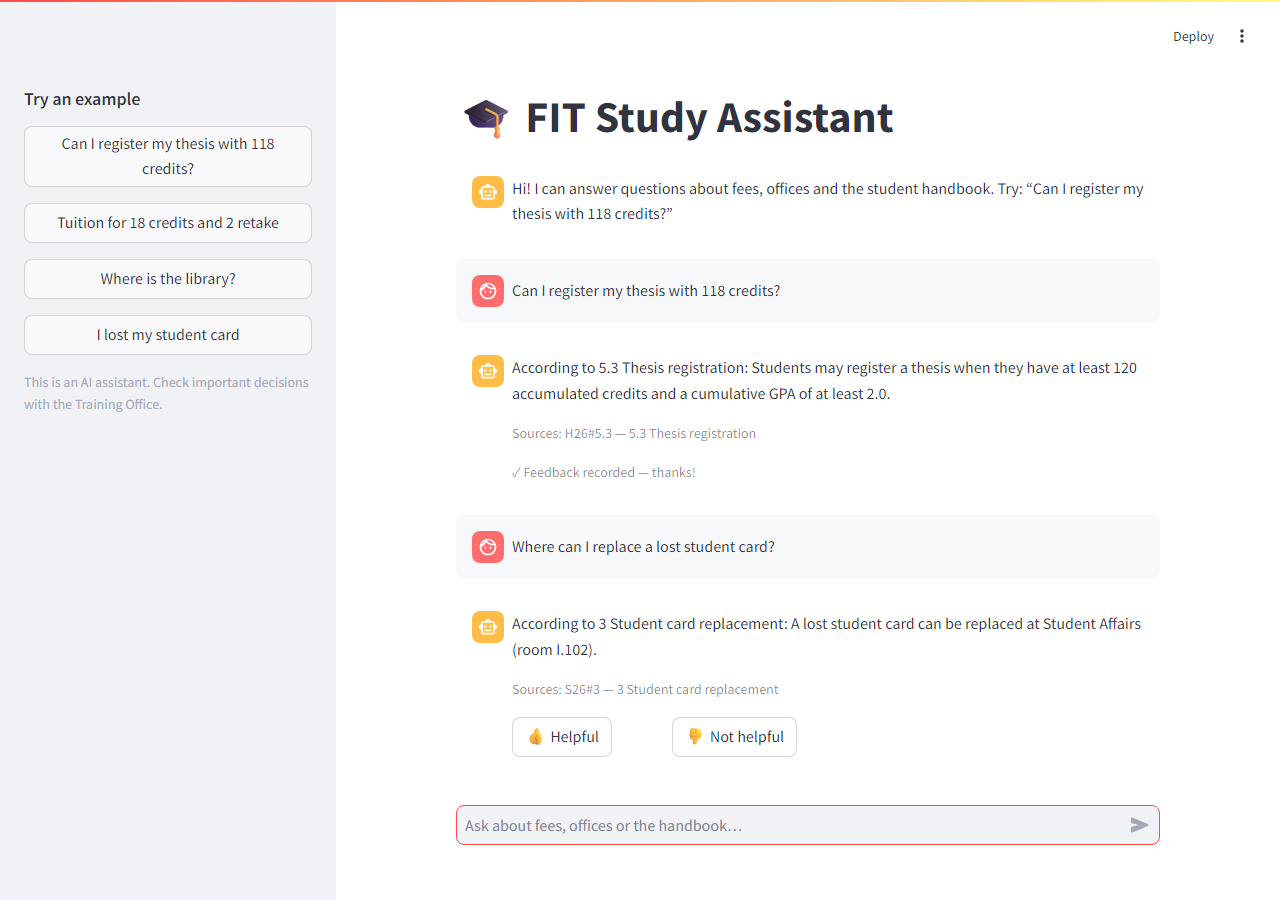 Deploy
Try an example
Can I register my thesis with 118
credits?
Tuition for 18 credits and 2 retake
Where is the library?
I lost my student card
This is an AI assistant. Check important decisions
with the Training Office.
FIT Study Assistant
Hi! I can answer questions about fees, offices and the student handbook. Try: “Can I register my
thesis with 118 credits?”
Can I register my thesis with 118 credits?
According to 5.3 Thesis registration: Students may register a thesis when they have at least 120
accumulated credits and a cumulative GPA of at least 2.0.
Sources: H26#5.3 — 5.3 Thesis registration
✓ Feedback recorded — thanks!
Where can I replace a lost student card?
According to 3 Student card replacement: A lost student card can be replaced at Student Affairs
(room I.102).
Sources: S26#3 — 3 Student card replacement
👍 Helpful
👎 Not helpful
Ask about fees, offices or the handbook…